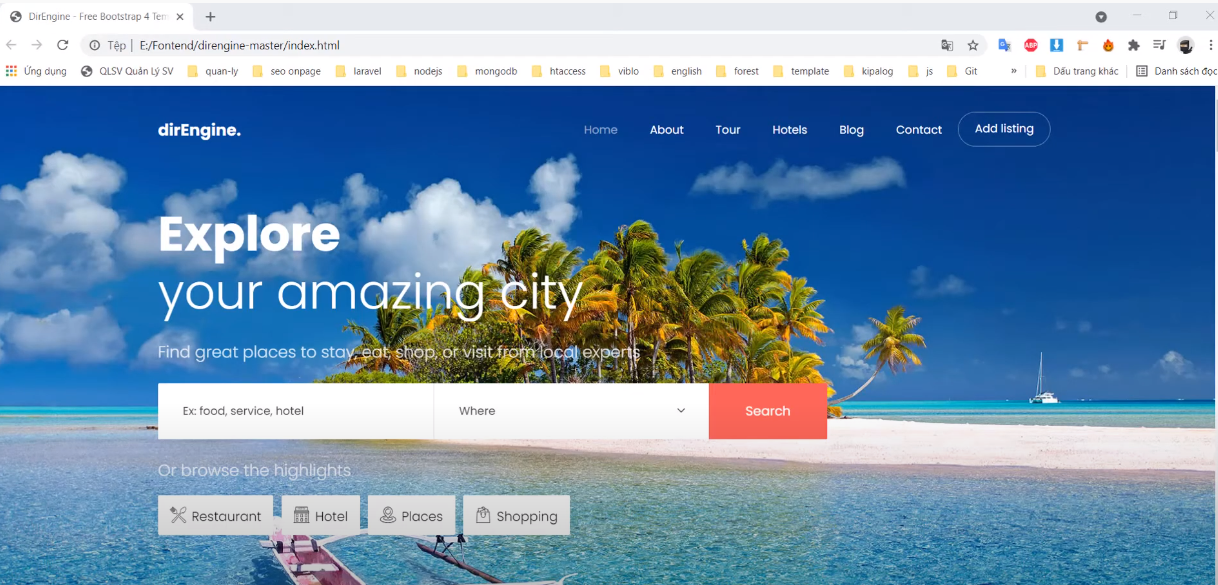 DirEngine - Free Bootstrap 4 Tem
Tệp | E:/Fontend/direngine-master/index.html
ABP
Ứng dụng QLSV Quản Lý SV quan-ly seo onpage laravel nodejs mongodb htaccess viblo english forest template kipalog js Git » Dấu trang khác Danh sách đọc
dirEngine. Home About Tour Hotels Blog Contact Add listing
Explore
your amazing city
Find great places to stay, eat, shop, or visit from local experts
Ex: food, service, hotel Where Search
Or browse the highlights
Restaurant Hotel Places Shopping